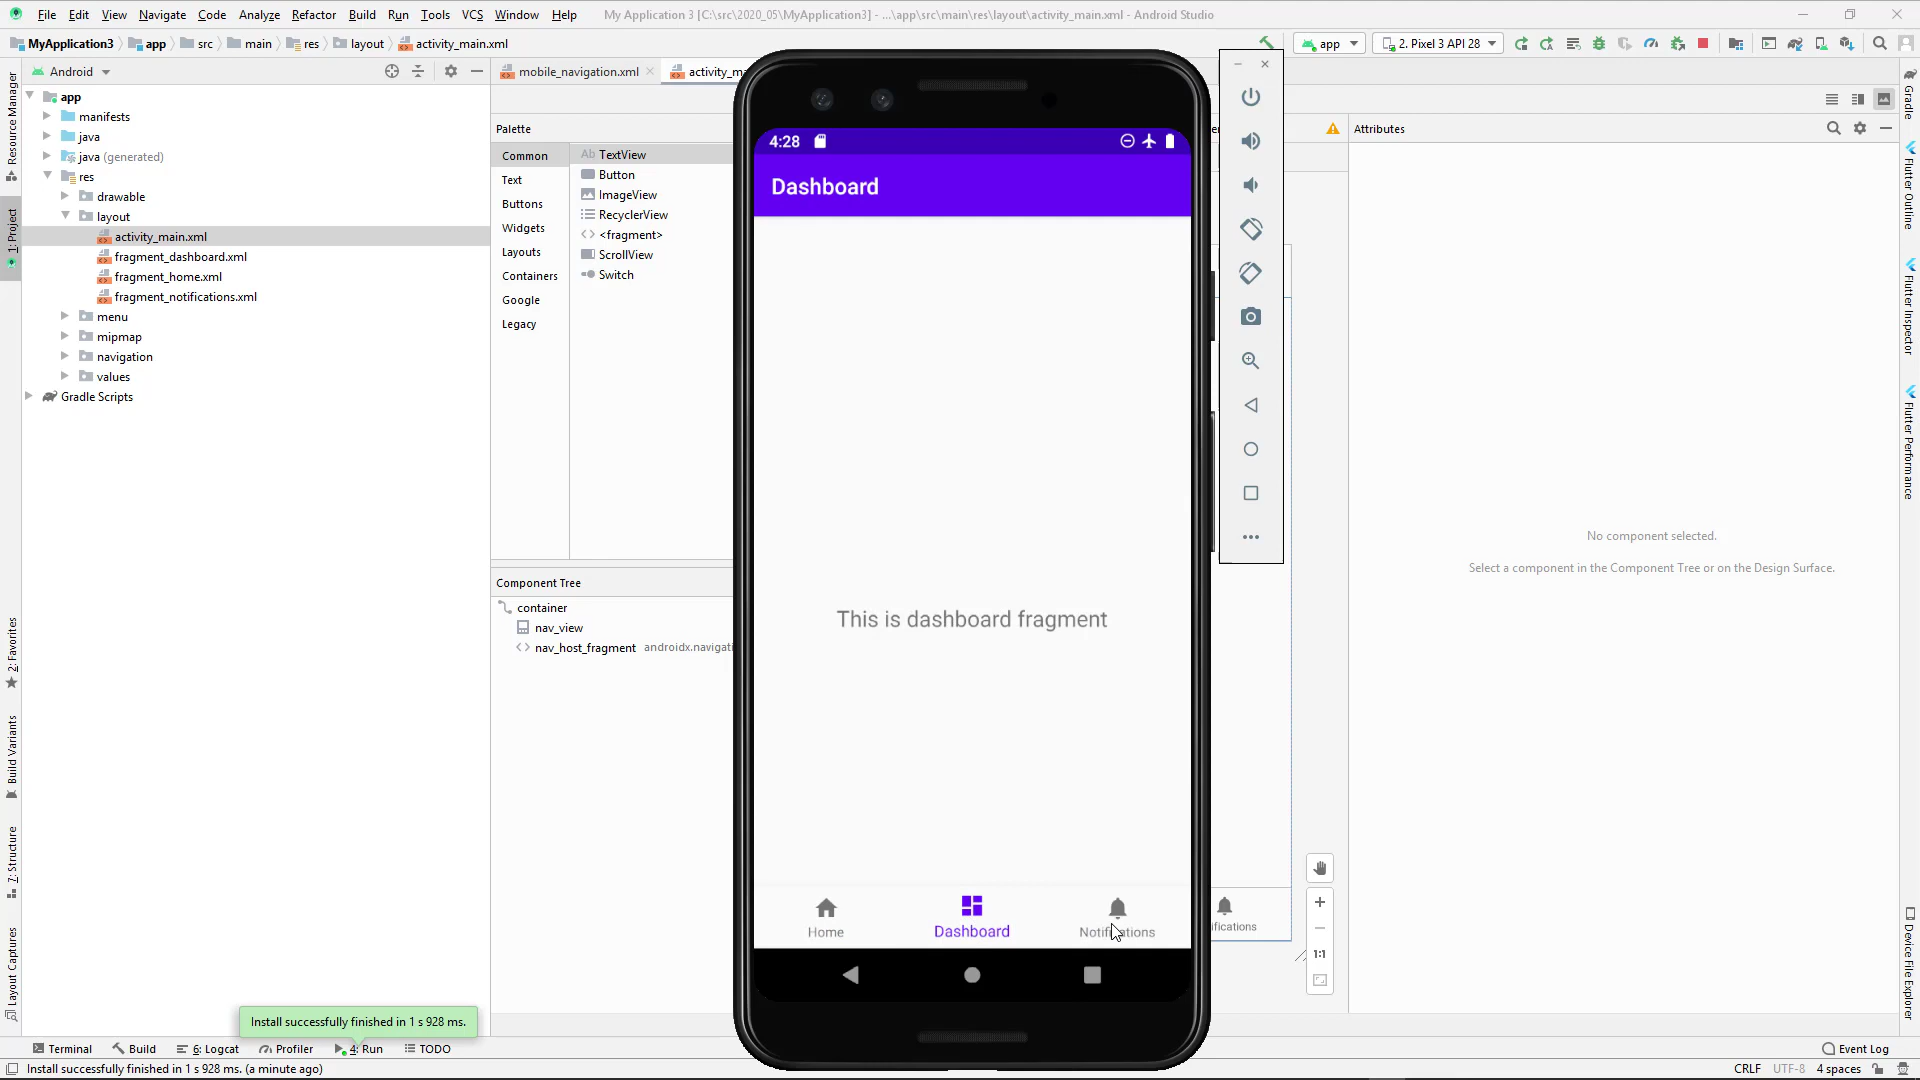 File Edit View Navigate Code Analyze Refactor Build Run Tools VCS Window Help My Application 3 [C:\src\2020_05\MyApplication3] - ...\app\src\main\res\layout\activity_main.xml - Android Studio
MyApplication3 app src main res layout activity_main.xml app 2. Pixel 3 API 28
Android mobile_navigation.xml activity_ma
app
manifests
java
java (generated)
res
drawable
layout
activity_main.xml
fragment_dashboard.xml
fragment_home.xml
fragment_notifications.xml
menu
mipmap
navigation
values
Gradle Scripts
Resource Manager
1: Project
2: Favorites
Build Variants
7: Structure
Layout Captures
Palette
Common
Text
Buttons
Widgets
Layouts
Containers
Google
Legacy
Ab TextView
Button
ImageView
RecyclerView
<fragment>
ScrollView
Switch
Component Tree
container
nav_view
nav_host_fragment androidx.navigati
4:28
Dashboard
This is dashboard fragment
Home Dashboard Notifications
ifications
1:1
Attributes
No component selected.
Select a component in the Component Tree or on the Design Surface.
Gradle
Flutter Outline
Flutter Inspector
Flutter Performance
Device File Explorer
Install successfully finished in 1 s 928 ms.
Terminal Build 6: Logcat Profiler 4: Run TODO Event Log
Install successfully finished in 1 s 928 ms. (a minute ago) CRLF UTF-8 4 spaces